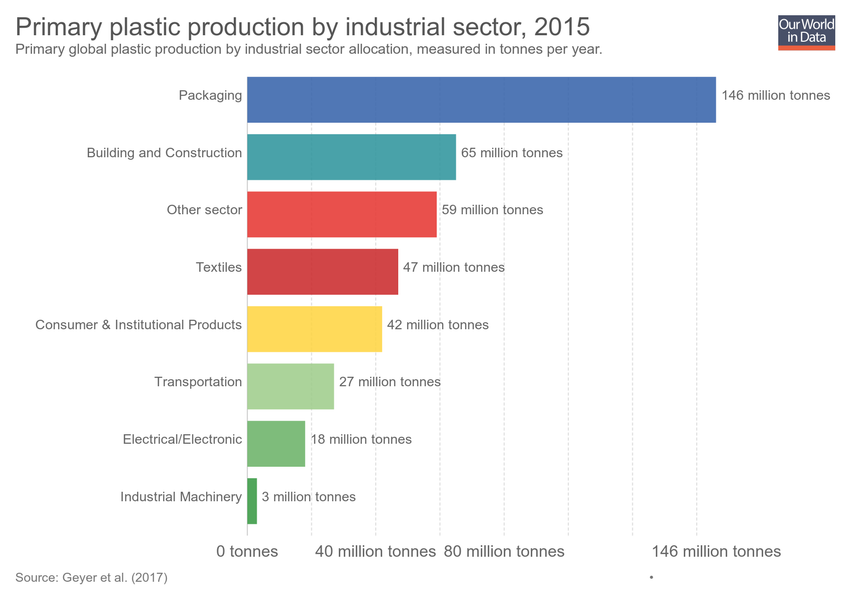 Primary plastic production by industrial sector, 2015
Primary global plastic production by industrial sector allocation, measured in tonnes per year.
Our World
in Data
Packaging 146 million tonnes
Building and Construction 65 million tonnes
Other sector 59 million tonnes
Textiles 47 million tonnes
Consumer & Institutional Products 42 million tonnes
Transportation 27 million tonnes
Electrical/Electronic 18 million tonnes
Industrial Machinery 3 million tonnes
0 tonnes 40 million tonnes 80 million tonnes 146 million tonnes
Source: Geyer et al. (2017) •